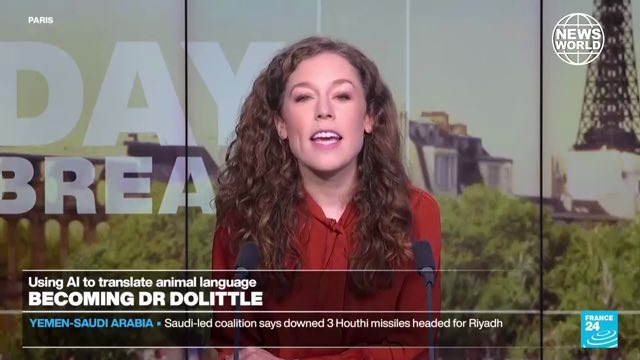 PARIS
NEWS
WORLD
DAY
BREA
Using AI to translate animal language
BECOMING DR DOLITTLE
YEMEN-SAUDI ARABIA • Saudi-led coalition says downed 3 Houthi missiles headed for Riyadh
FRANCE
24